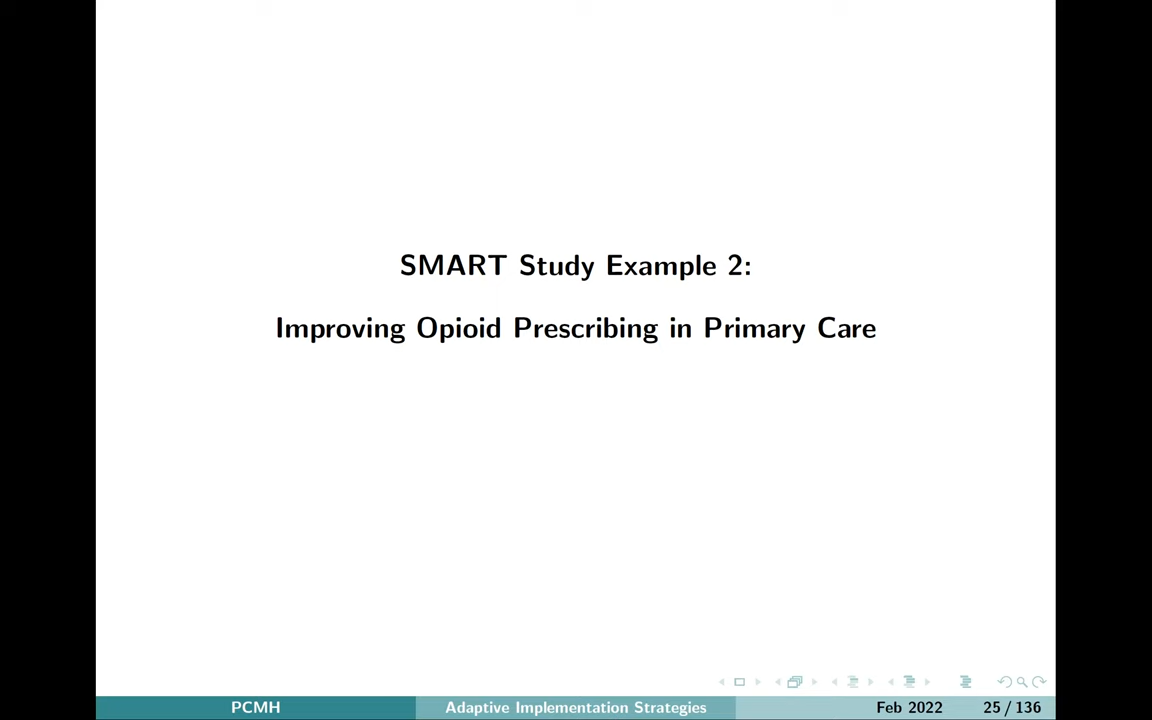 SMART Study Example 2:
Improving Opioid Prescribing in Primary Care
PCMH Adaptive Implementation Strategies Feb 2022 25 / 136